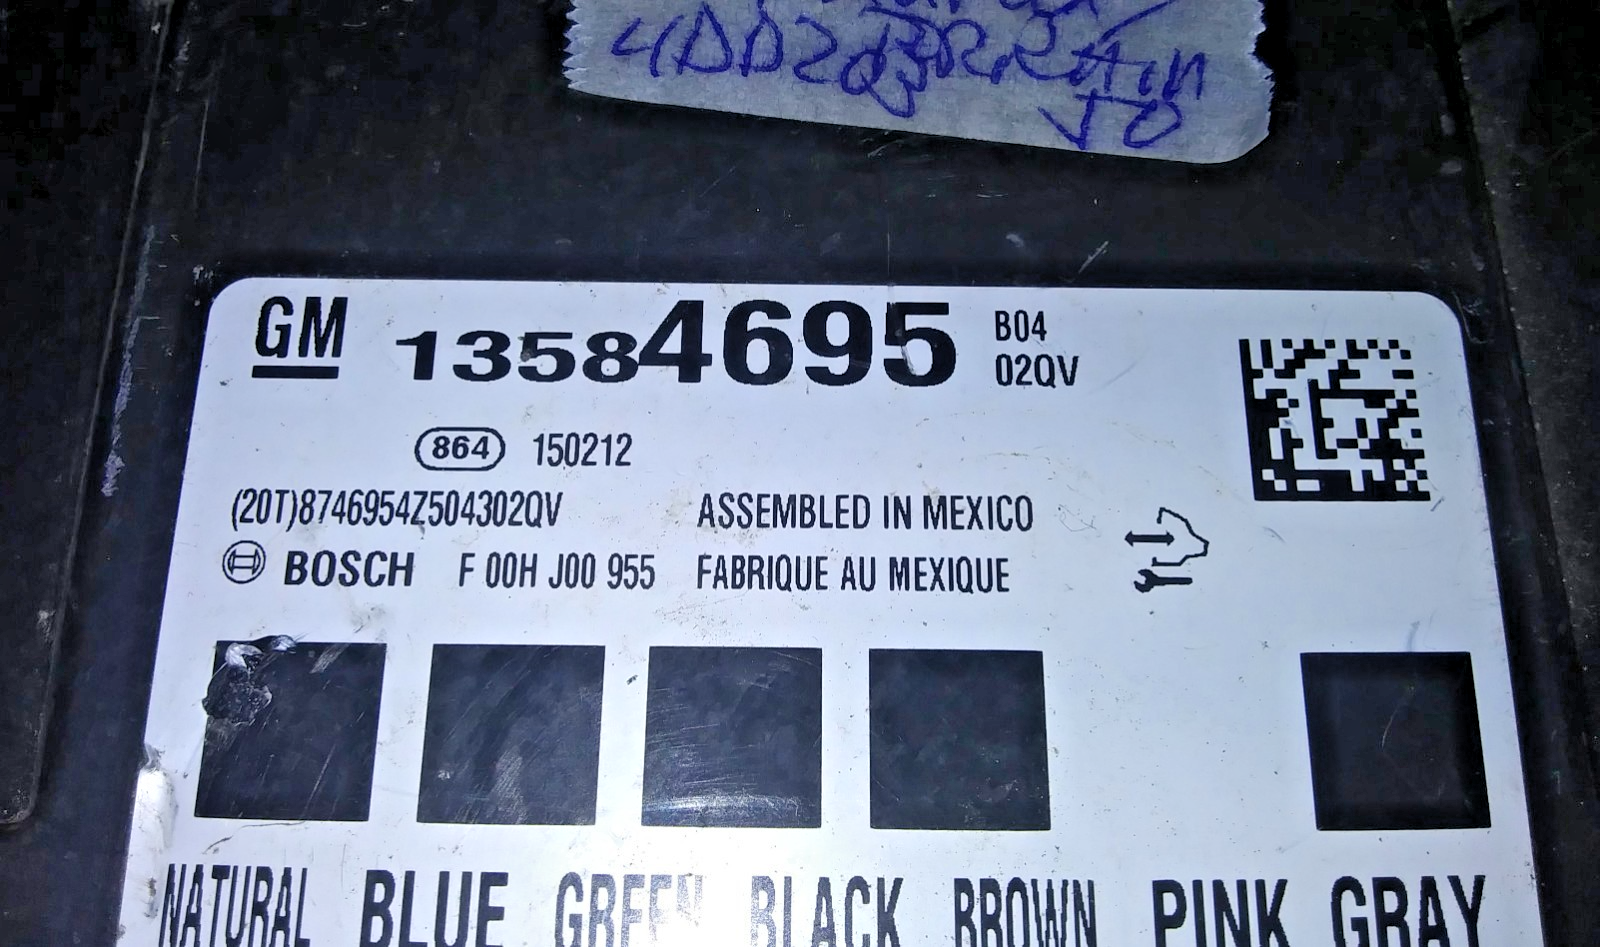 GM 13584695 B04
02QV
864 150212
(20T)8746954Z504302QV ASSEMBLED IN MEXICO
BOSCH F 00H J00 955 FABRIQUE AU MEXIQUE
NATURAL BLUE GREEN BLACK BROWN PINK GRAY